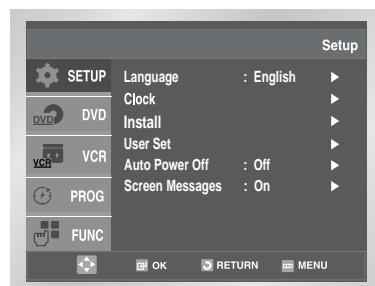 Setup
SETUP
DVD DVD
VCR VCR
PROG
FUNC
Language : English ►
Clock ►
Install ►
User Set ►
Auto Power Off : Off ►
Screen Messages : On ►
OK RETURN MENU